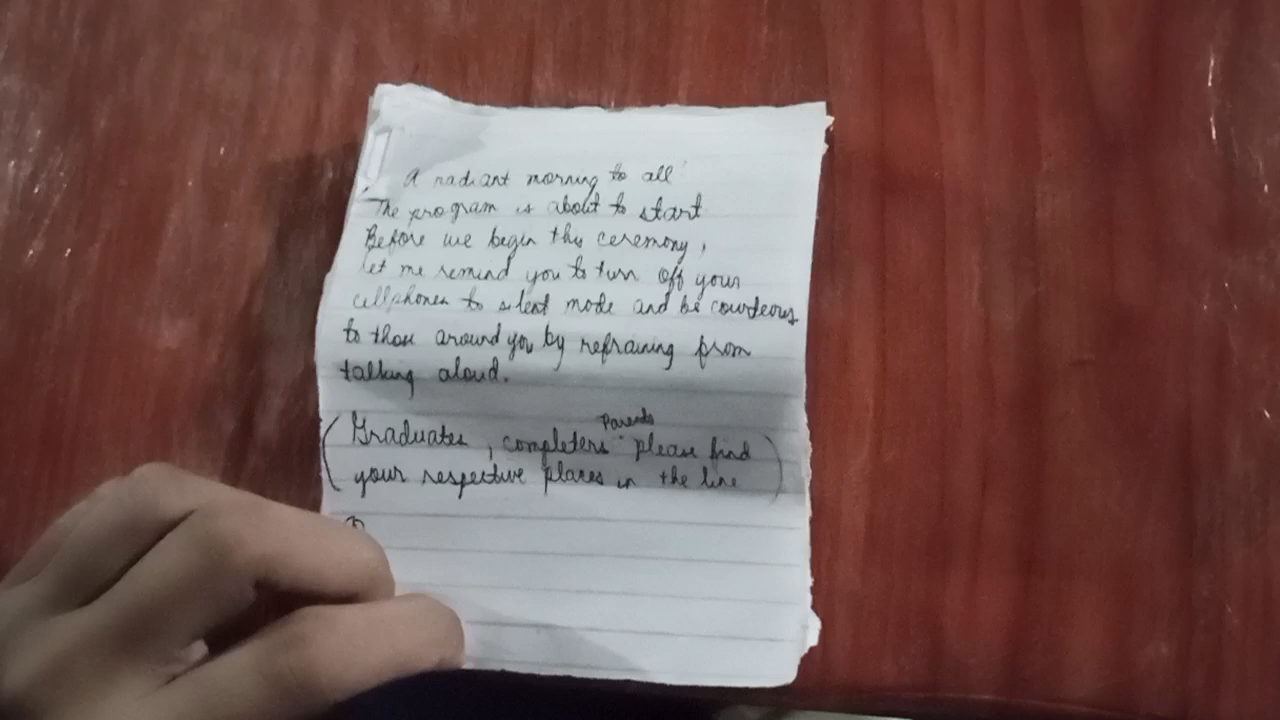 A radiant morning to all!
The program is about to start
Before we begin this ceremony,
let me remind you to turn off your
cellphones to silent mode and be courteous
to those around you by refraining from
talking aloud.
Parents
(Graduates, completers please find
your respective places in the line)